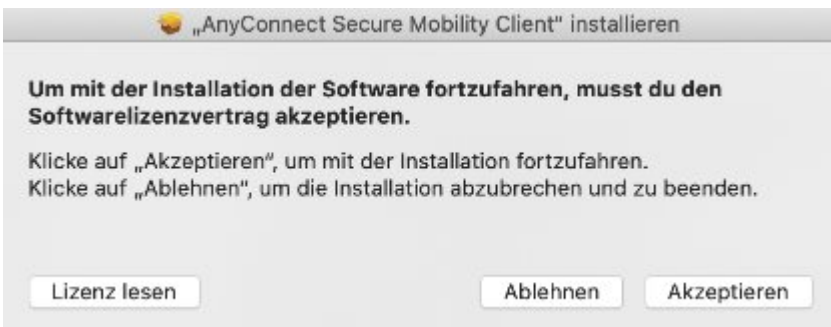 „AnyConnect Secure Mobility Client" installieren
Um mit der Installation der Software fortzufahren, musst du den
Softwarelizenzvertrag akzeptieren.
Klicke auf „Akzeptieren“, um mit der Installation fortzufahren.
Klicke auf „Ablehnen“, um die Installation abzubrechen und zu beenden.
Lizenz lesen Ablehnen Akzeptieren